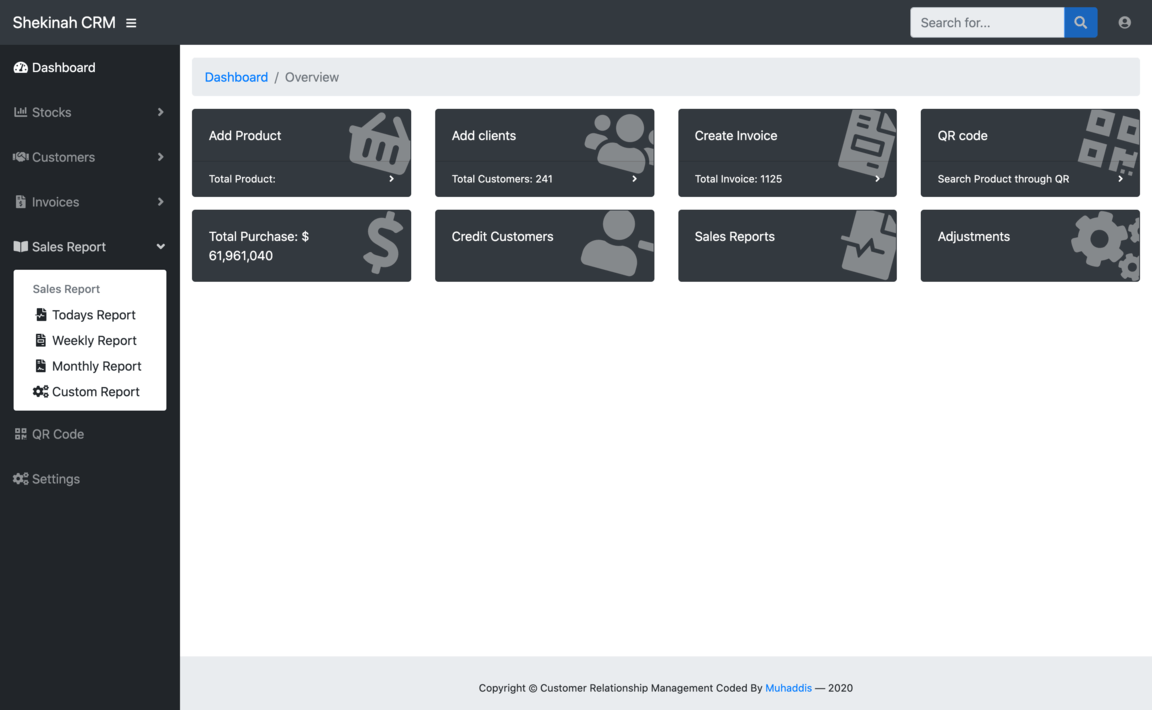 Shekinah CRM
Search for...
Dashboard
Stocks
Customers
Invoices
Sales Report
Sales Report
Todays Report
Weekly Report
Monthly Report
Custom Report
QR Code
Settings
Dashboard / Overview
Add Product
Total Product:
Add clients
Total Customers: 241
Create Invoice
Total Invoice: 1125
QR code
Search Product through QR
Total Purchase: $
61,961,040
Credit Customers
Sales Reports
Adjustments
Copyright © Customer Relationship Management Coded By Muhaddis — 2020